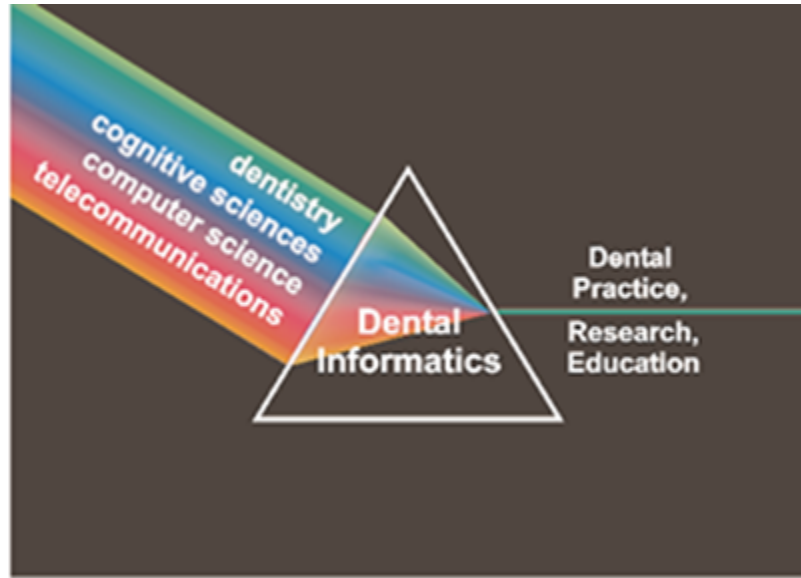 dentistry
cognitive sciences
computer science
telecommunications
Dental
Informatics
Dental
Practice,
Research,
Education